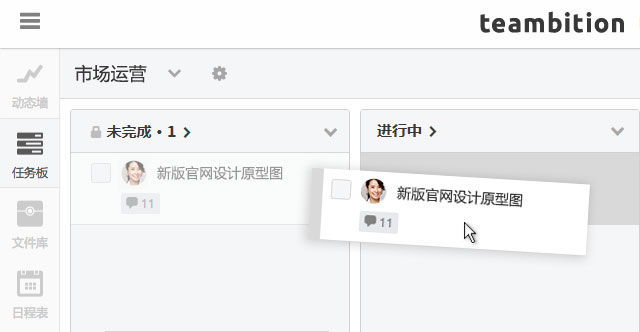 teambition
市场运营
动态墙
任务板
文件库
日程表
未完成·1
进行中
新版官网设计原型图
11
新版官网设计原型图
11